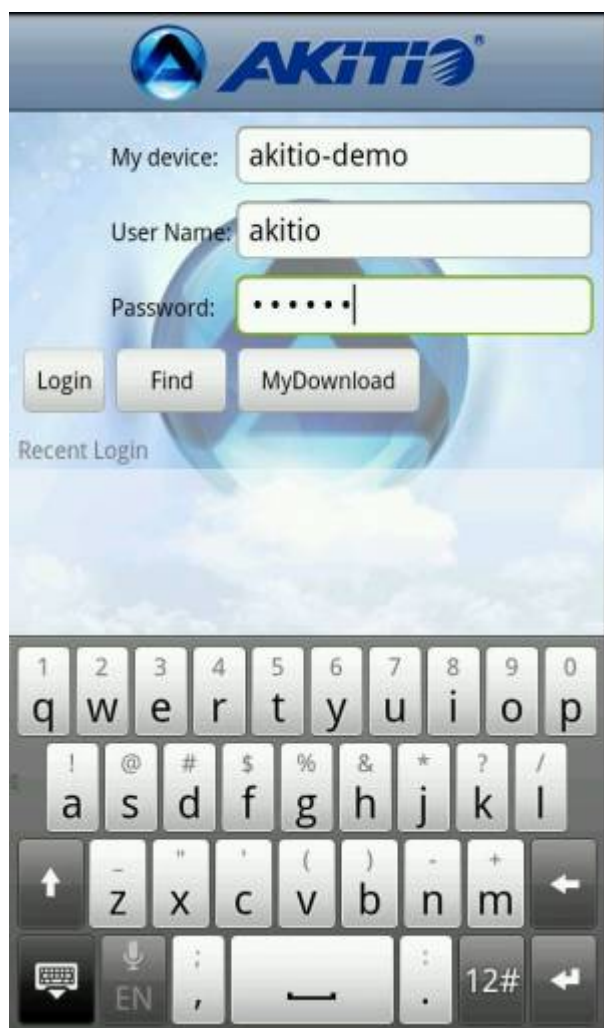 AKiTiO®
My device: akitio-demo
User Name: akitio
Password: ••••••
Login Find MyDownload
Recent Login
1 2 3 4 5 6 7 8 9 0
q w e r t y u i o p
! @ # $ % & * ? /
a s d f g h j k l
_ " ' ( ) - +
z x c v b n m
; :
EN , . 12#